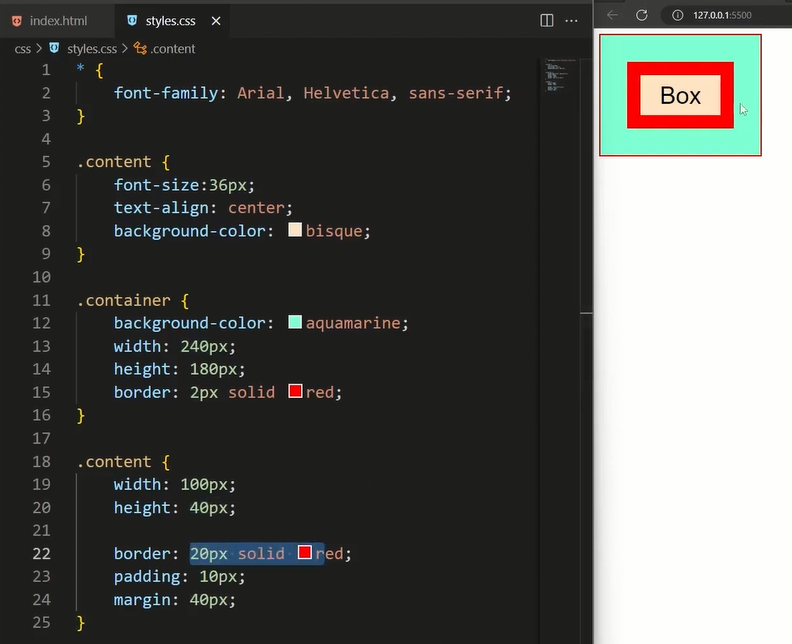 index.html styles.css
127.0.0.1:5500
css > styles.css > .content
1 * {
2 font-family: Arial, Helvetica, sans-serif;
3 }
4
5 .content {
6 font-size:36px;
7 text-align: center;
8 background-color: bisque;
9 }
10
11 .container {
12 background-color: aquamarine;
13 width: 240px;
14 height: 180px;
15 border: 2px solid red;
16 }
17
18 .content {
19 width: 100px;
20 height: 40px;
21
22 border: 20px solid red;
23 padding: 10px;
24 margin: 40px;
25 }
Box